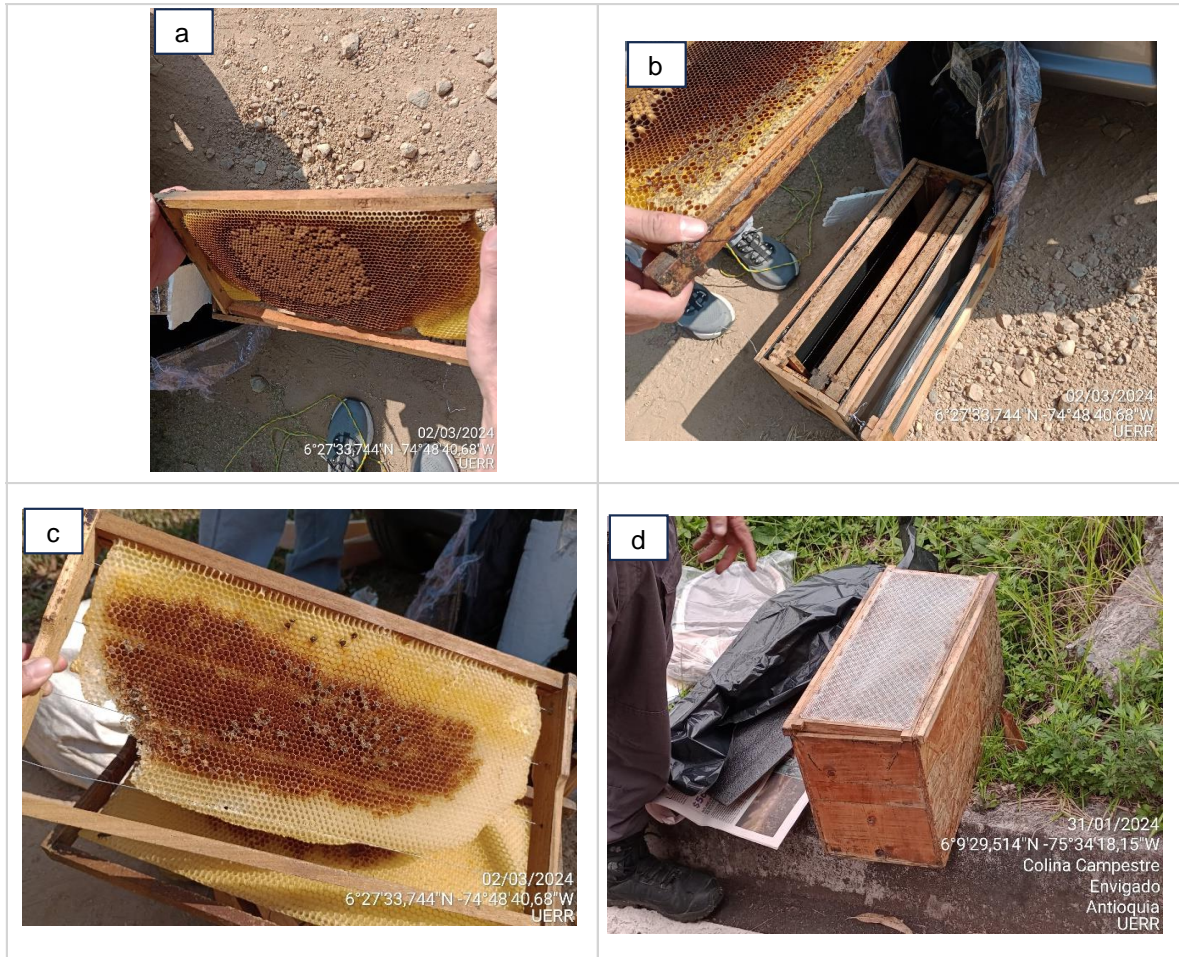 a
02/03/2024
6°27'33,744"N -74°48'40,68"W
UERR
b
02/03/2024
6°27'33,744"N -74°48'40,68"W
UERR
c
02/03/2024
6°27'33,744"N -74°48'40,68"W
UERR
d
31/01/2024
6°9'29,514"N -75°34'18,15"W
Colina Campestre
Envigado
Antioquia
UERR